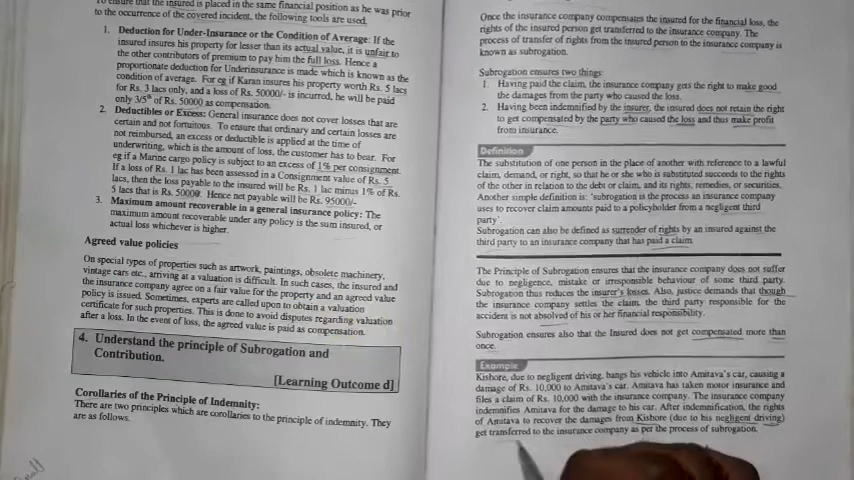 To ensure that the insured is placed in the same financial position as he was prior
to the occurrence of the covered incident, the following tools are used.
1. Deduction for Under-Insurance or the Condition of Average: If the
insured insures his property for lesser than its actual value, it is unfair to
the other contributors of premium to pay him the full loss. Hence a
proportionate deduction for Underinsurance is made which is known as the
condition of average. For eg if Karan insures his property worth Rs. 5 lacs
for Rs. 3 lacs only, and a loss of Rs. 50000/- is incurred, he will be paid
only 3/5th of Rs. 50000 as compensation.
2. Deductibles or Excess: General insurance does not cover losses that are
certain and not fortuitous. To ensure that ordinary and certain losses are
not reimbursed, an excess or deductible is applied at the time of
underwriting, which is the amount of loss, the customer has to bear. For
eg if a Marine cargo policy is subject to an excess of 1% per consignment.
If a loss of Rs. 1 lac has been assessed in a Consignment value of Rs. 5
lacs, then the loss payable to the insured will be Rs. 1 lac minus 1% of Rs.
5 lacs that is Rs. 5000. Hence net payable will be Rs. 95000/-
3. Maximum amount recoverable in a general insurance policy: The
maximum amount recoverable under any policy is the sum insured, or
actual loss whichever is higher.
Agreed value policies
On special types of properties such as artwork, paintings, obsolete machinery,
vintage cars etc., arriving at a valuation is difficult. In such cases, the insured and
the insurance company agree on a fair value for the property and an agreed value
policy is issued. Sometimes, experts are called upon to obtain a valuation
certificate for such properties. This is done to avoid disputes regarding valuation
after a loss. In the event of loss, the agreed value is paid as compensation.
4. Understand the principle of Subrogation and
Contribution.
[Learning Outcome d]
Corollaries of the Principle of Indemnity:
There are two principles which are corollaries to the principle of indemnity. They
are as follows.
Once the insurance company compensates the insured for the financial loss, the
rights of the insured person get transferred to the insurance company. The
process of transfer of rights from the insured person to the insurance company is
known as subrogation.
Subrogation ensures two things:
1. Having paid the claim, the insurance company gets the right to make good
the damages from the party who caused the loss.
2. Having been indemnified by the insurer, the insured does not retain the right
to get compensated by the party who caused the loss and thus make profit
from insurance.
Definition
The substitution of one person in the place of another with reference to a lawful
claim, demand, or right, so that he or she who is substituted succeeds to the rights
of the other in relation to the debt or claim, and its rights, remedies, or securities.
Another simple definition is: 'subrogation is the process an insurance company
uses to recover claim amounts paid to a policyholder from a negligent third
party'.
Subrogation can also be defined as surrender of rights by an insured against the
third party to an insurance company that has paid a claim.
The Principle of Subrogation ensures that the insurance company does not suffer
due to negligence, mistake or irresponsible behaviour of some third party.
Subrogation thus reduces the insurer's losses. Also, justice demands that though
the insurance company settles the claim, the third party responsible for the
accident is not absolved of his or her financial responsibility.
Subrogation ensures also that the Insured does not get compensated more than
once.
Example
Kishore, due to negligent driving, bangs his vehicle into Amitava's car, causing a
damage of Rs. 10,000 to Amitava's car. Amitava has taken motor insurance and
files a claim of Rs. 10,000 with the insurance company. The insurance company
indemnifies Amitava for the damage to his car. After indemnification, the rights
of Amitava to recover the damages from Kishore (due to his negligent driving)
get transferred to the insurance company as per the process of subrogation.